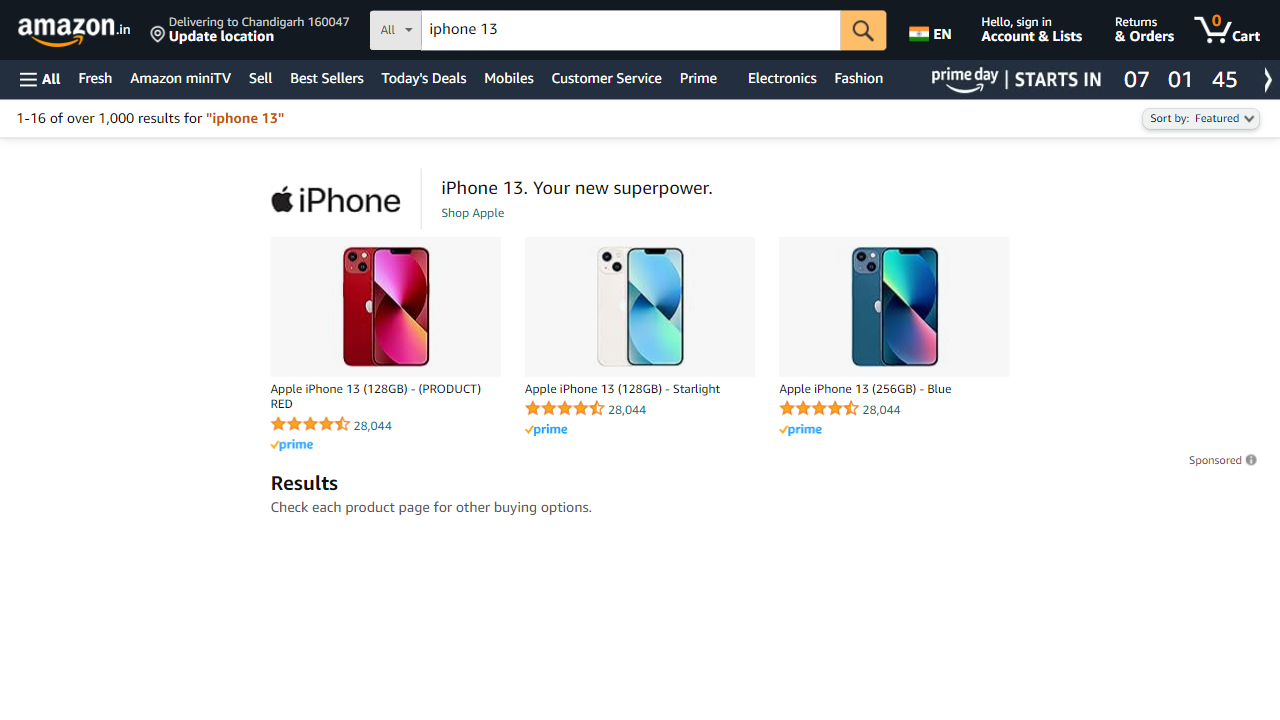 amazon.in
Delivering to Chandigarh 160047
Update location
All
iphone 13
EN
Hello, sign in
Account & Lists
Returns
& Orders
0
Cart
All
Fresh
Amazon miniTV
Sell
Best Sellers
Today's Deals
Mobiles
Customer Service
Prime
Electronics
Fashion
prime day | STARTS IN 07 01 45
1-16 of over 1,000 results for "iphone 13"
Sort by: Featured
iPhone
iPhone 13. Your new superpower.
Shop Apple
Apple iPhone 13 (128GB) - (PRODUCT)
RED
28,044
prime
Apple iPhone 13 (128GB) - Starlight
28,044
prime
Apple iPhone 13 (256GB) - Blue
28,044
prime
Sponsored
Results
Check each product page for other buying options.